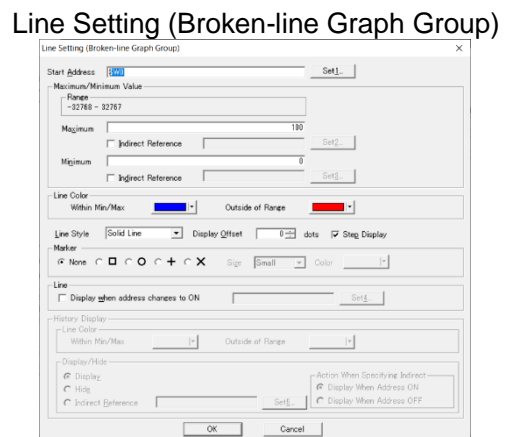 Line Setting (Broken-line Graph Group)
Line Setting (Broken-line Graph Group) ×
Start Address $W0 Set1...
Maximum/Minimum Value
Range
-32768 - 32767
Maximum 100
Indirect Reference Set2...
Minimum 0
Indirect Reference Set3...
Line Color
Within Min/Max Outside of Range
Line Style Solid Line Display Offset 0 dots Step Display
Marker
None Size Small Color
Line
Display when address changes to ON Set4...
History Display
Line Color
Within Min/Max Outside of Range
Display/Hide
Display
Hide
Indirect Reference Set5...
Action When Specifying Indirect
Display When Address ON
Display When Address OFF
OK Cancel